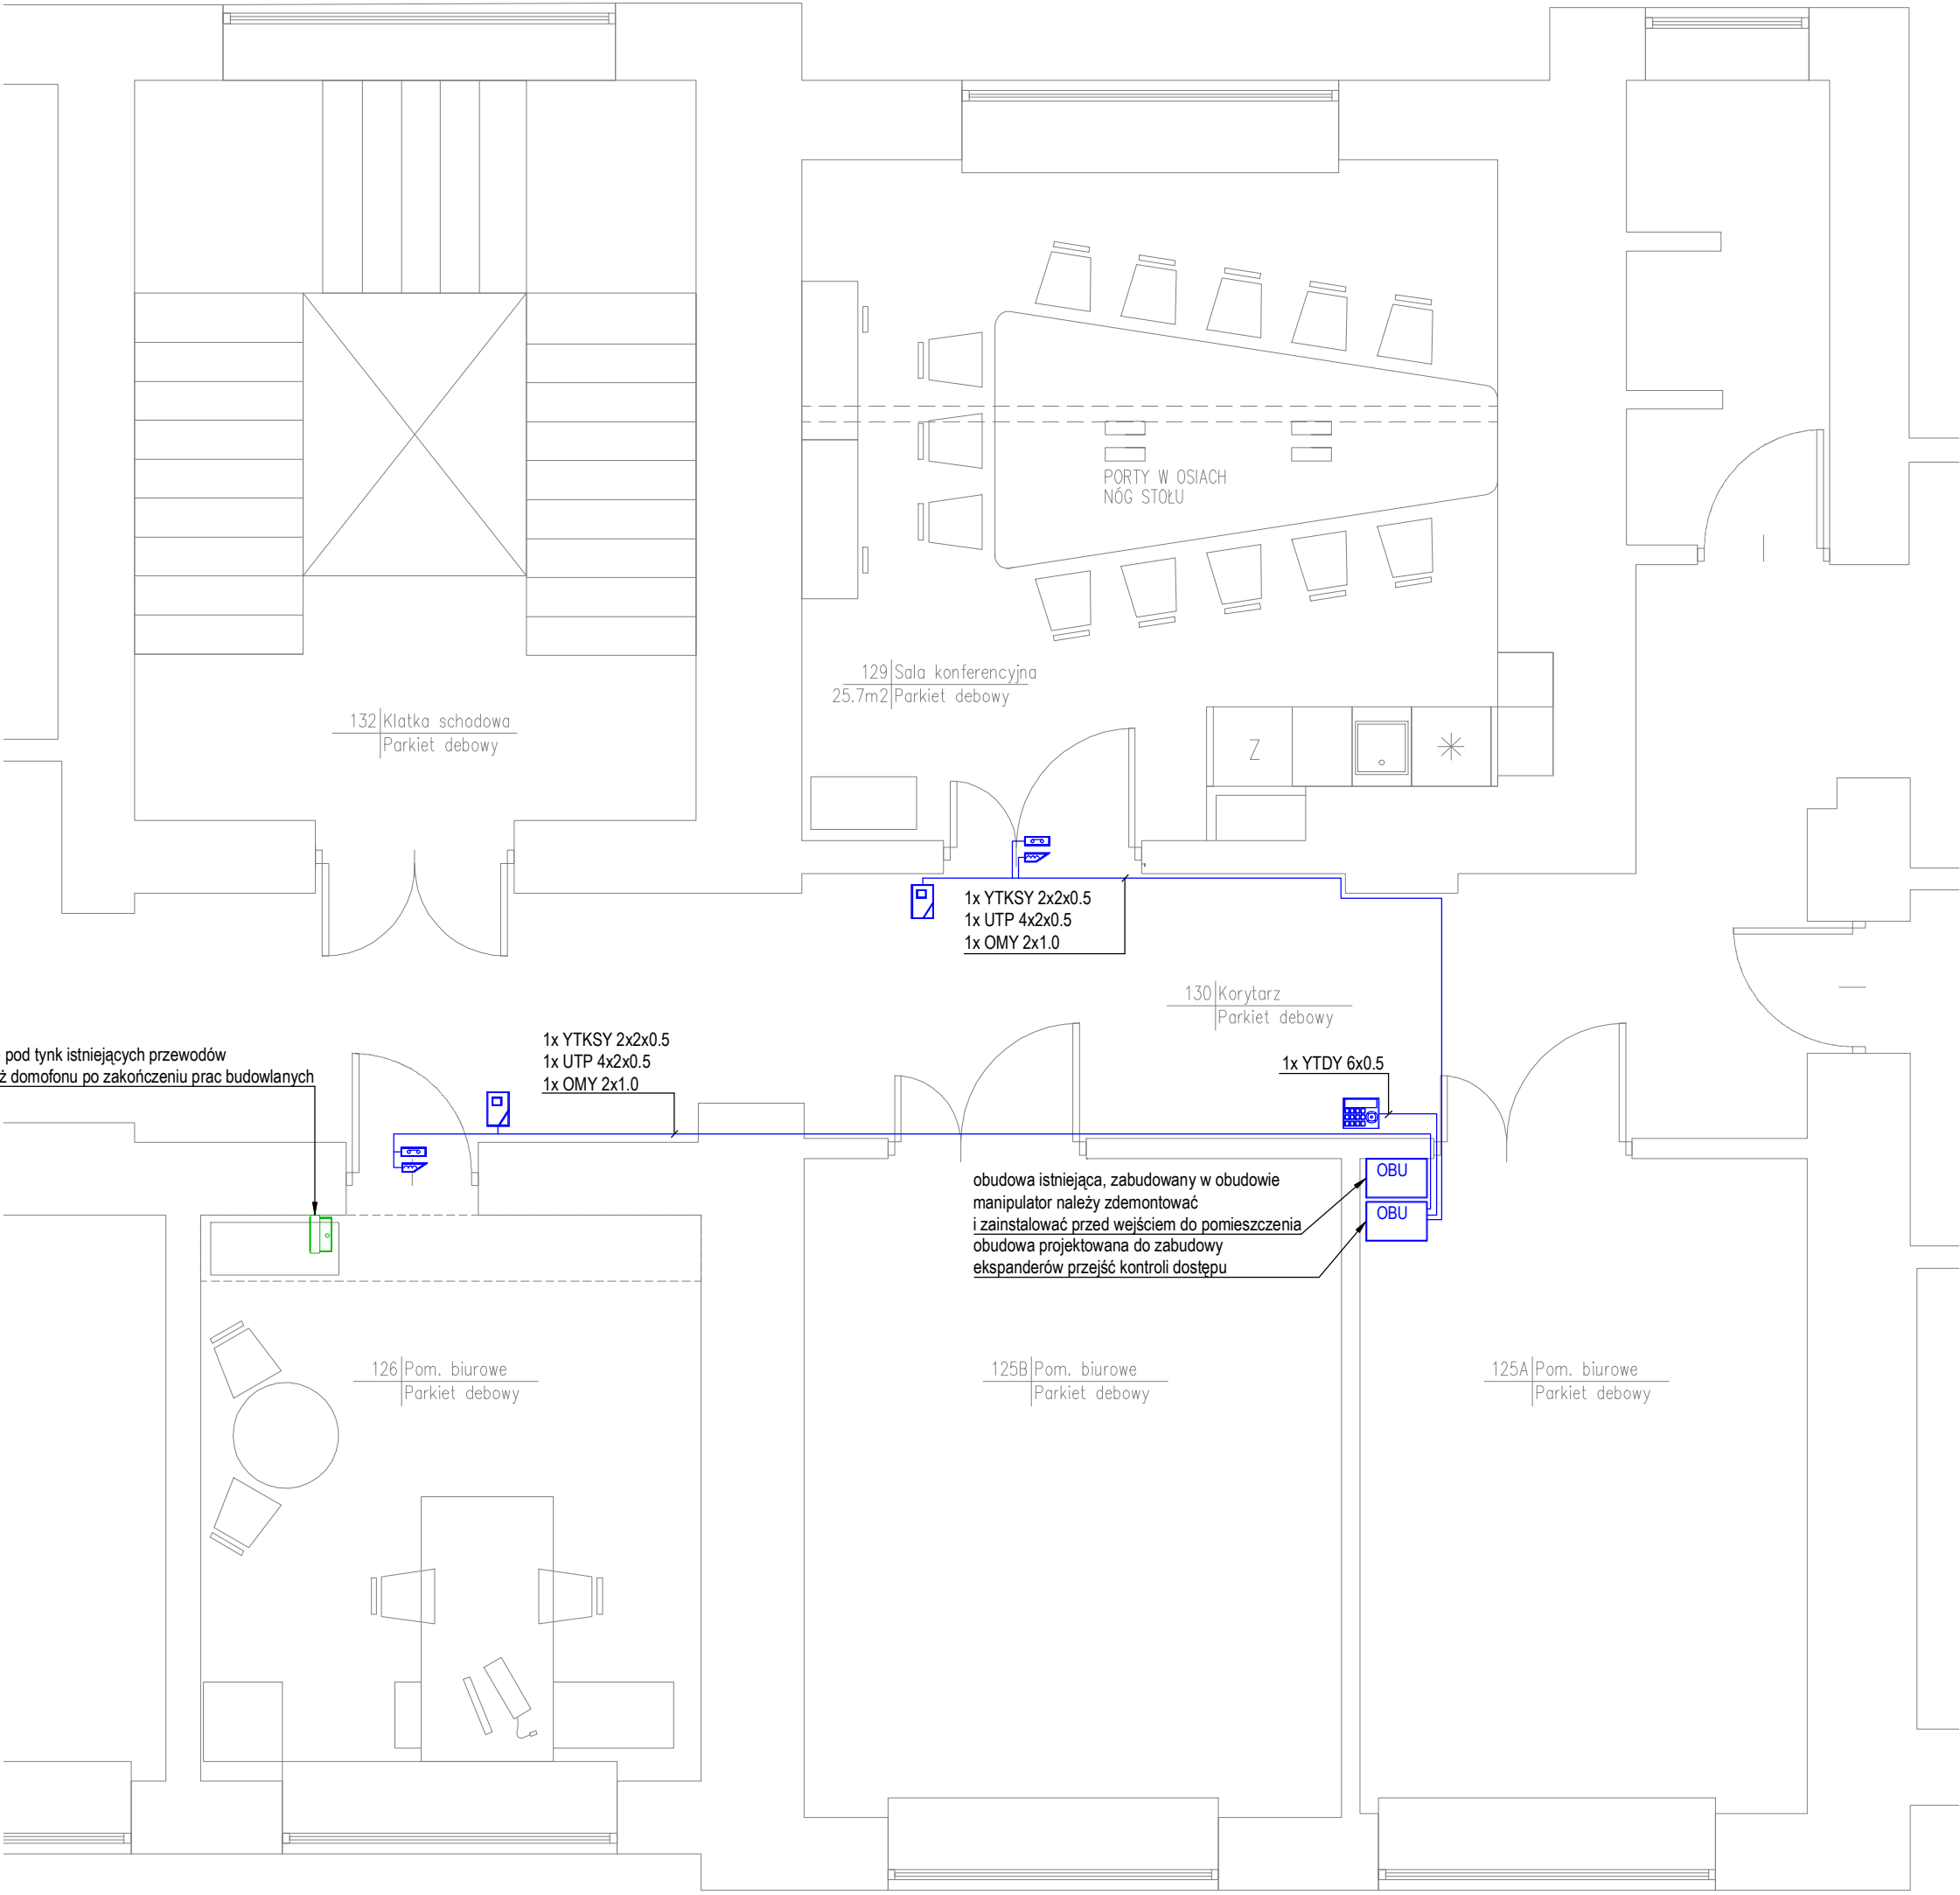 PORTY W OSIACH
NÓG STOŁU
129 Sala konferencyjna
25.7m2 Parkiet debowy
132 Klatka schodowa
Parkiet debowy
Z
1x YTKSY 2x2x0.5
1x UTP 4x2x0.5
1x OMY 2x1.0
130 Korytarz
Parkiet debowy
pod tynk istniejących przewodów
ż domofonu po zakończeniu prac budowlanych
1x YTKSY 2x2x0.5
1x UTP 4x2x0.5
1x OMY 2x1.0
1x YTDY 6x0.5
OBU
OBU
obudowa istniejąca, zabudowany w obudowie
manipulator należy zdemontować
i zainstalować przed wejściem do pomieszczenia
obudowa projektowana do zabudowy
ekspanderów przejść kontroli dostępu
126 Pom. biurowe
Parkiet debowy
125B Pom. biurowe
Parkiet debowy
125A Pom. biurowe
Parkiet debowy